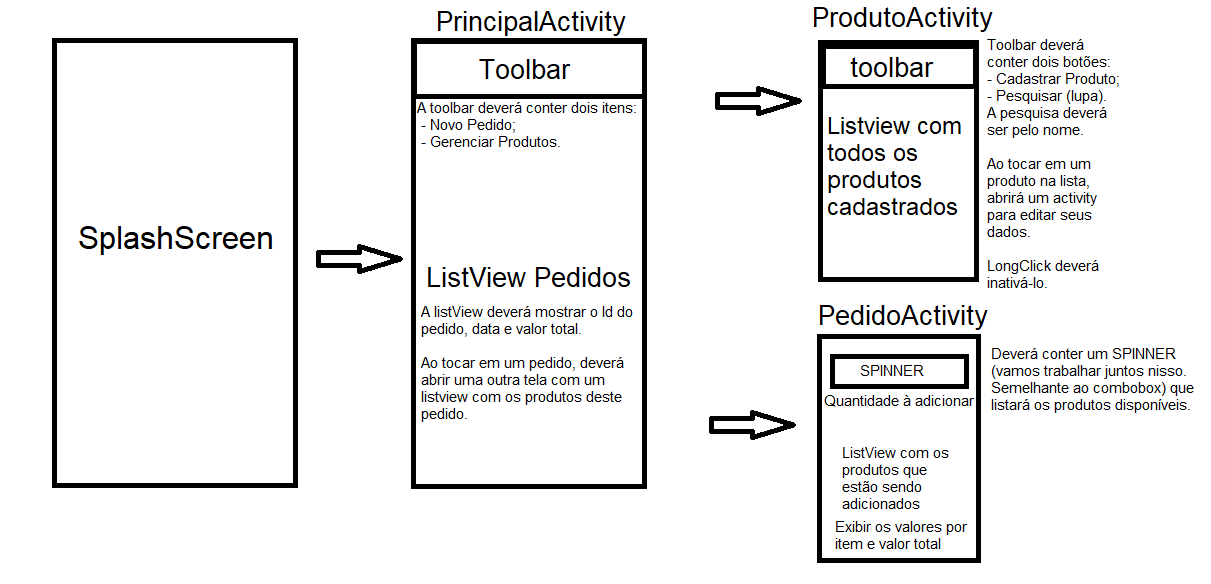 SplashScreen
PrincipalActivity
Toolbar
A toolbar deverá conter dois itens:
- Novo Pedido;
- Gerenciar Produtos.
ListView Pedidos
A listView deverá mostrar o Id do
pedido, data e valor total.
Ao tocar em um pedido, deverá
abrir uma outra tela com um
listview com os produtos deste
pedido.
ProdutoActivity
toolbar
Listview com
todos os
produtos
cadastrados
Toolbar deverá
conter dois botões:
- Cadastrar Produto;
- Pesquisar (lupa).
A pesquisa deverá
ser pelo nome.
Ao tocar em um
produto na lista,
abrirá um activity
para editar seus
dados.
LongClick deverá
inativá-lo.
PedidoActivity
SPINNER
Quantidade à adicionar
ListView com os
produtos que
estão sendo
adicionados
Exibir os valores por
item e valor total
Deverá conter um SPINNER
(vamos trabalhar juntos nisso.
Semelhante ao combobox) que
listará os produtos disponíveis.